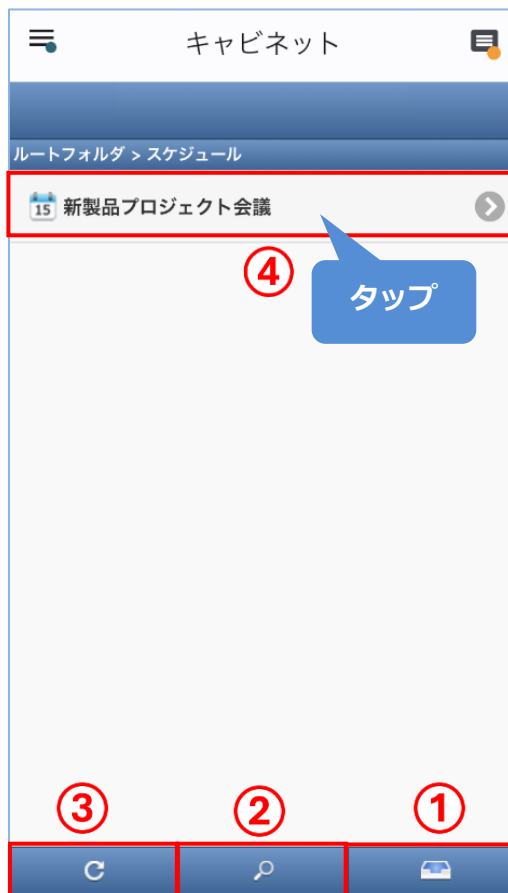 キャビネット
ルートフォルダ > スケジュール
15 新製品プロジェクト会議
④
タップ
③ ② ①